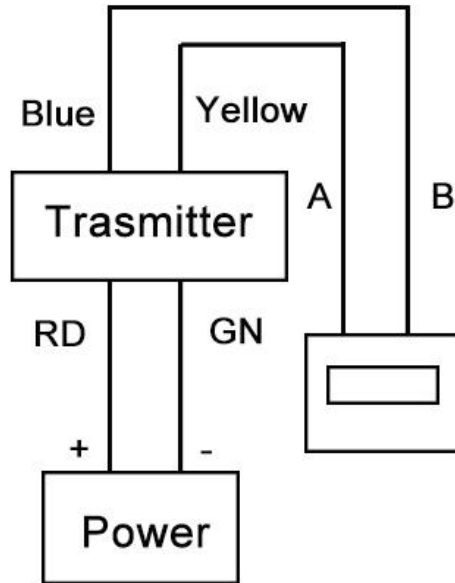 Blue
Yellow
Trasmitter
A
B
RD
GN
+
-
Power